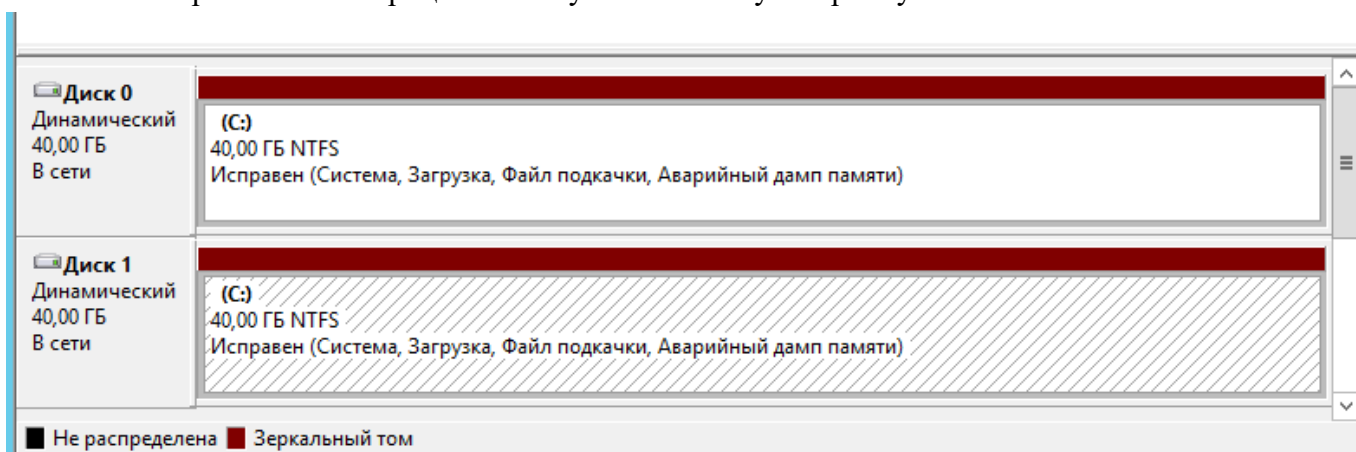 Диск 0
Динамический
40,00 ГБ
В сети
(C:)
40,00 ГБ NTFS
Исправен (Система, Загрузка, Файл подкачки, Аварийный дамп памяти)
Диск 1
Динамический
40,00 ГБ
В сети
(C:)
40,00 ГБ NTFS
Исправен (Система, Загрузка, Файл подкачки, Аварийный дамп памяти)
Не распределена Зеркальный том